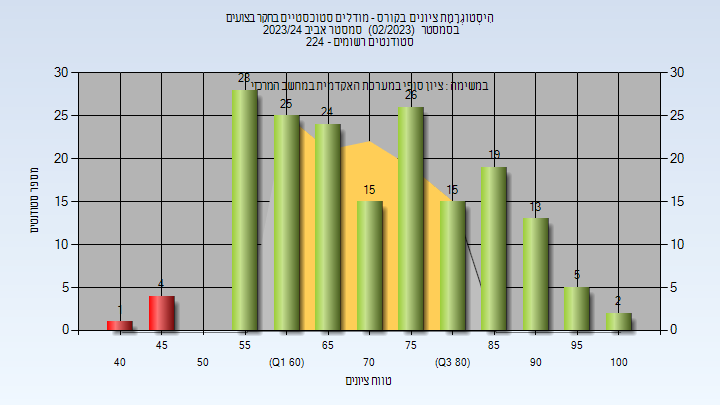 היסטוגרמת ציונים בקורס - מודלים סטוכסטיים בחקר בצועים
בסמסטר (02/2023) סמסטר אביב 2023/24
סטודנטים רשומים - 224
במשימה : ציון סופי במערכת האקדמית במחשב המרכזי
30 30
25 25
20 20
15 15
10 10
5 5
0 0
1 4 28 25 24 15 26 15 19 13 5 2
מספר סטודנטים
45 55 65 75 85 95
40 50 (Q1 60) 70 (Q3 80) 90 100
טווח ציונים